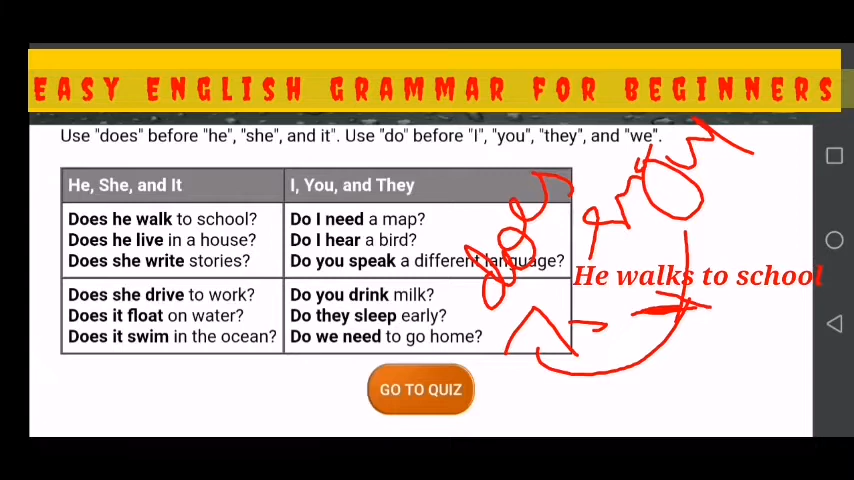 EASY ENGLISH GRAMMAR FOR BEGINNERS
Use "does" before "he", "she", and it". Use "do" before "I", "you", "they", and "we".
He, She, and It
I, You, and They
Does he walk to school?
Does he live in a house?
Does she write stories?
Do I need a map?
Do I hear a bird?
Do you speak a different language?
Does she drive to work?
Does it float on water?
Does it swim in the ocean?
Do you drink milk?
Do they sleep early?
Do we need to go home?
does
He walks to school
GO TO QUIZ